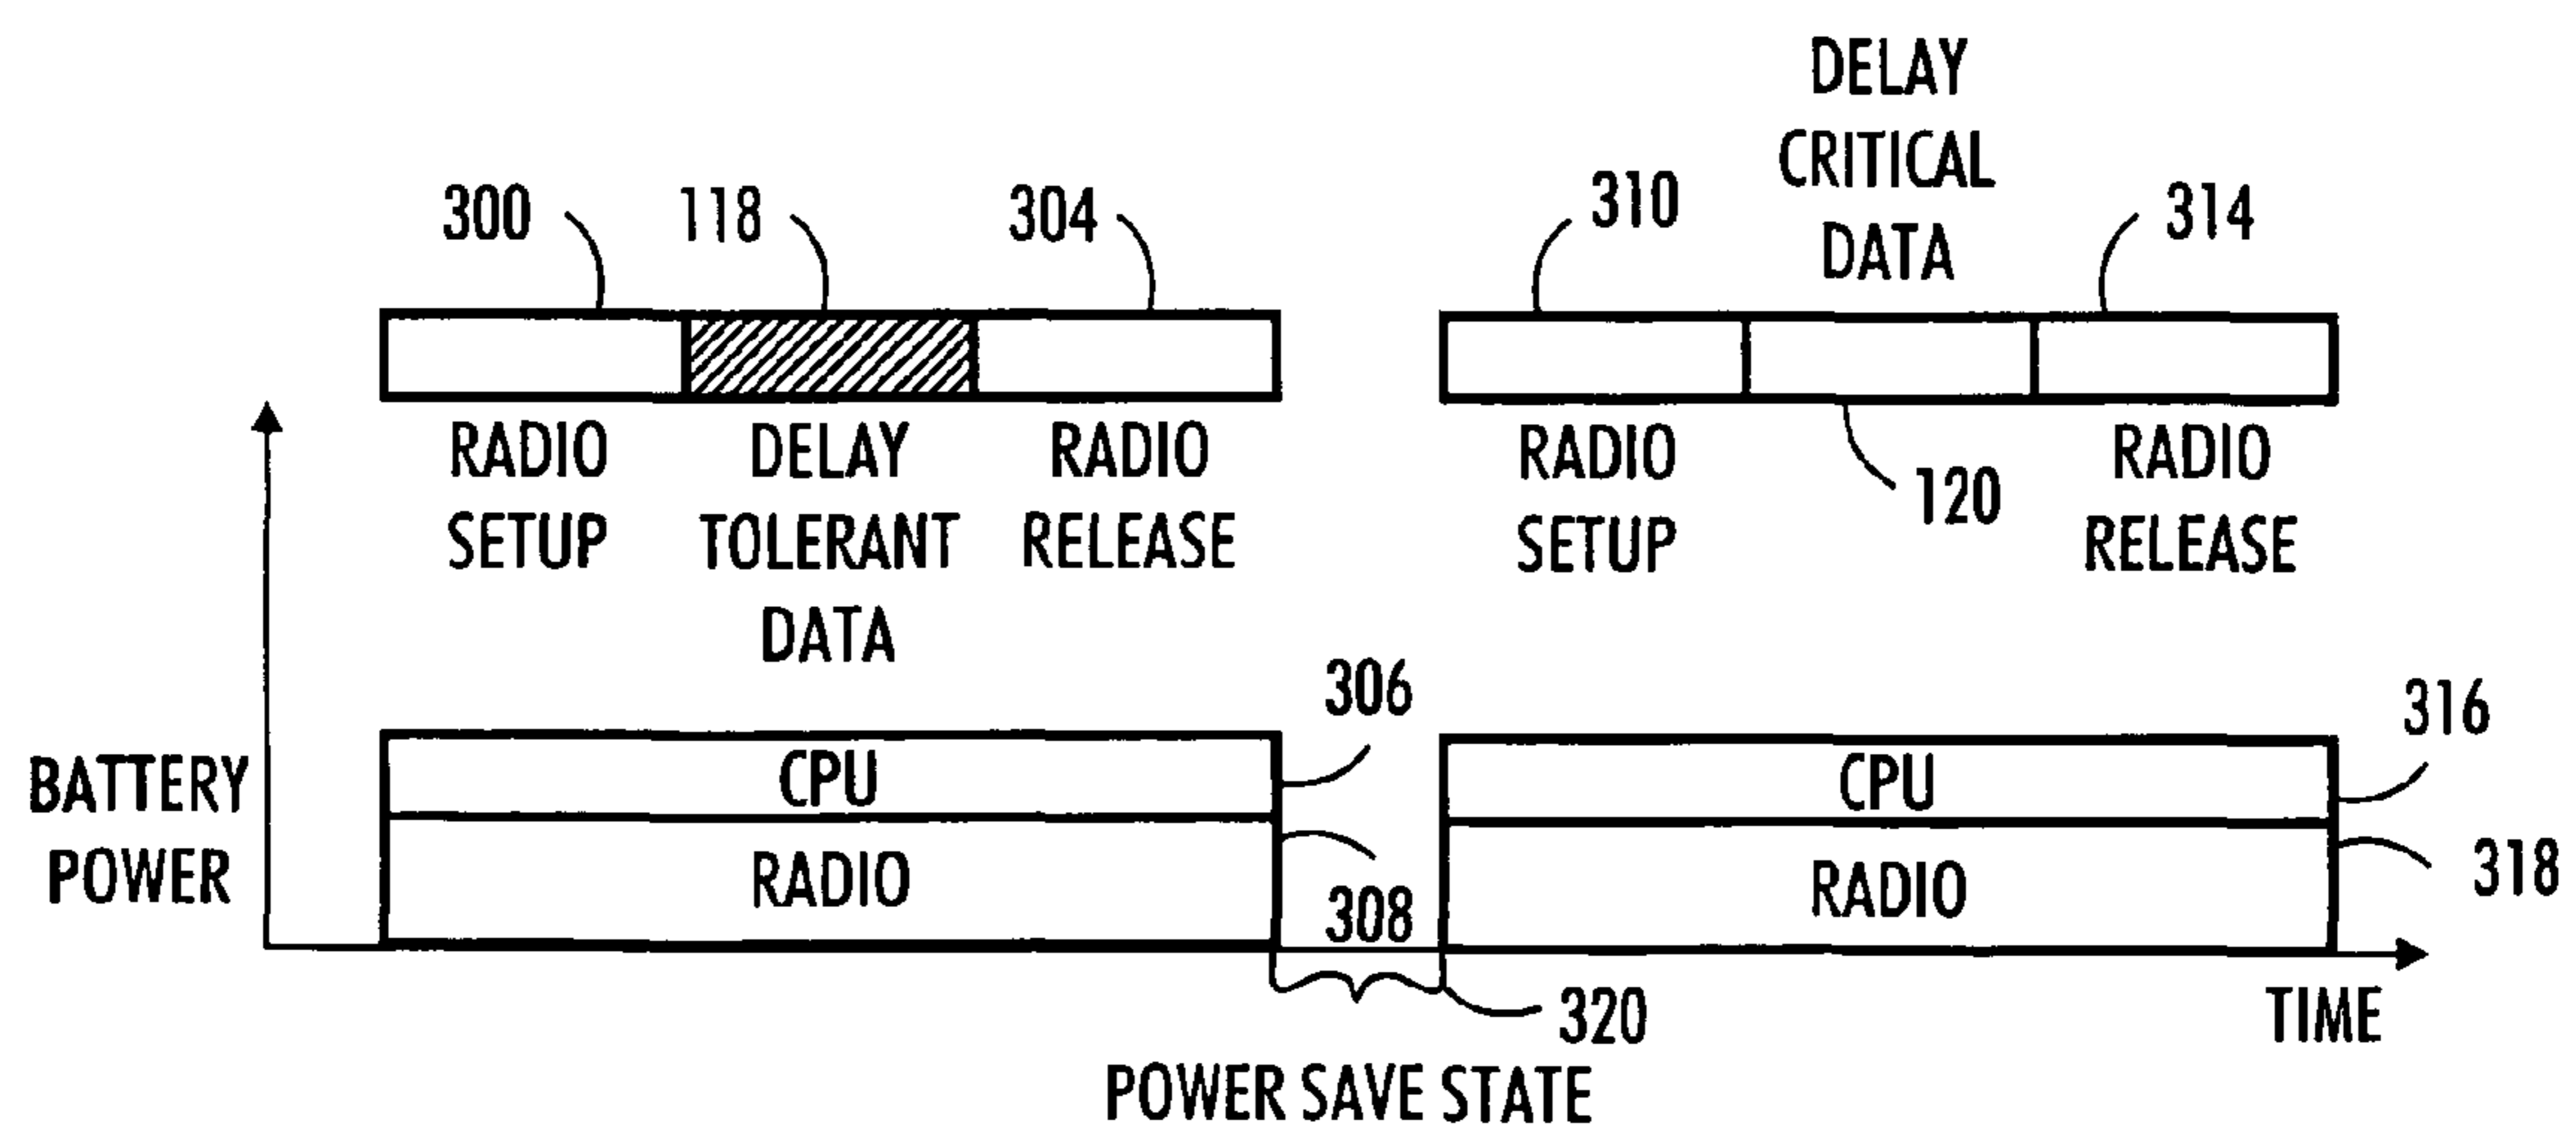 DELAY
CRITICAL
DATA
300
118
304
310
314
RADIO
SETUP
DELAY
TOLERANT
DATA
RADIO
RELEASE
RADIO
SETUP
120
RADIO
RELEASE
BATTERY
POWER
CPU
RADIO
306
308
CPU
RADIO
316
318
320
TIME
POWER SAVE STATE